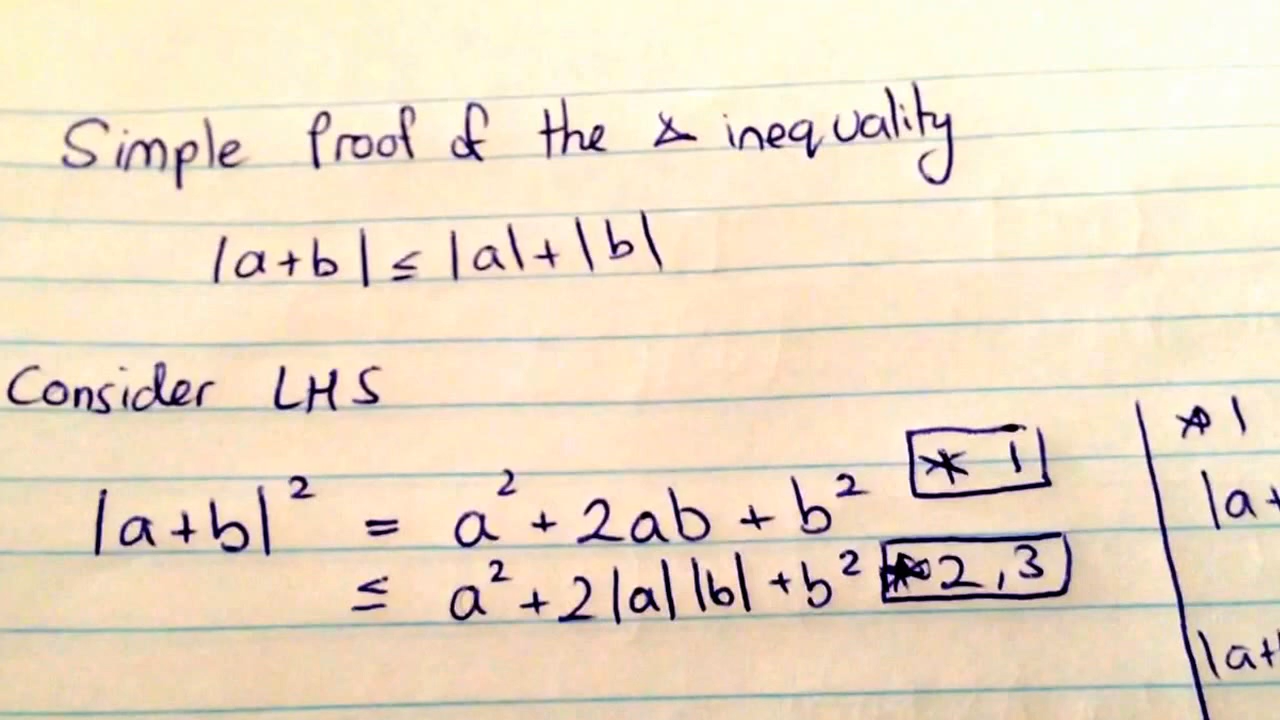 Simple Proof of the △ inequality
|a+b| ≤ |a|+|b|
Consider LHS
|a+b|² = a² + 2ab + b² * 1
≤ a² + 2|a||b| + b² * 2,3
* 1
|a+
|a+